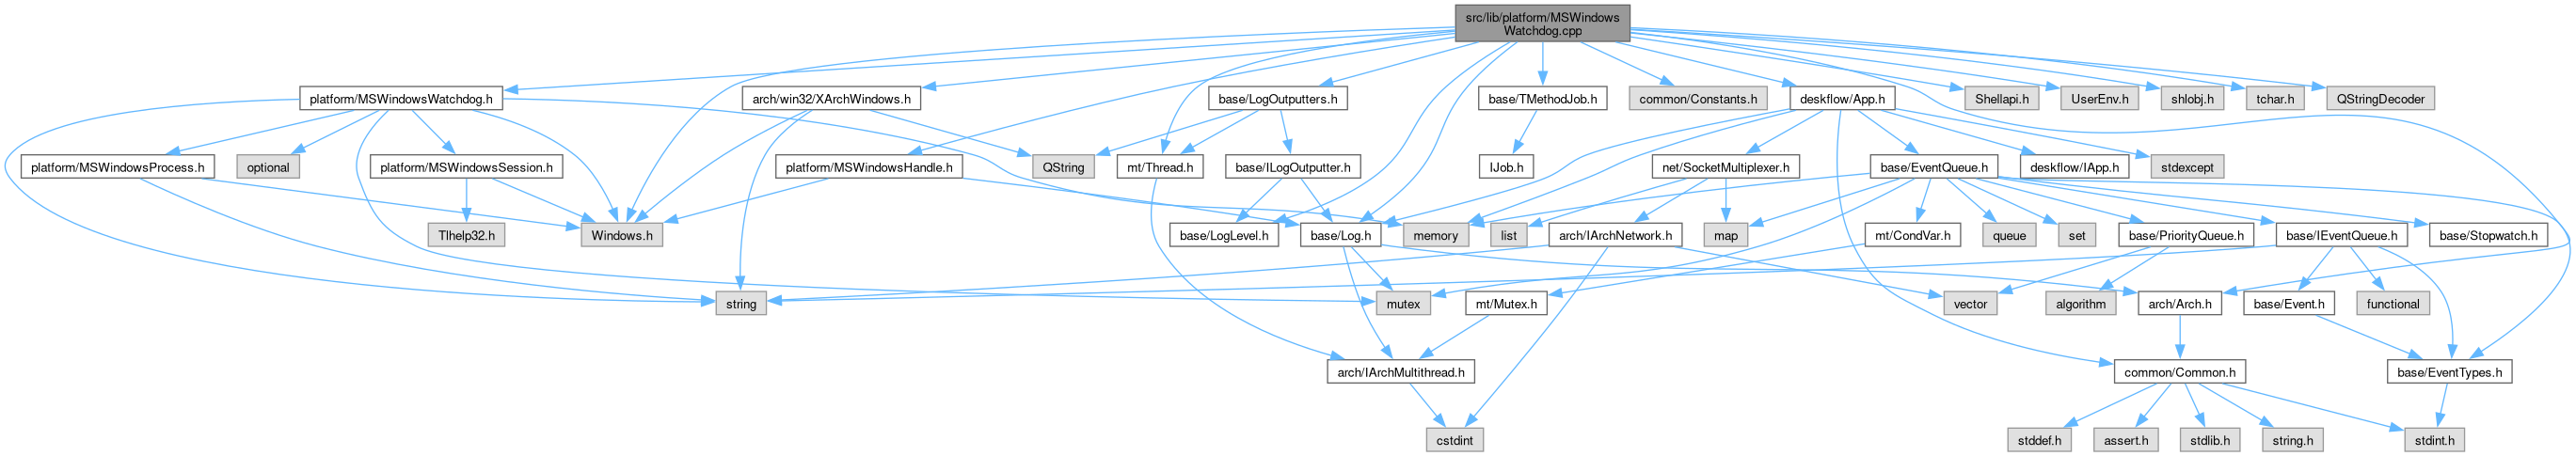 src/lib/platform/MSWindows
Watchdog.cpp
platform/MSWindowsWatchdog.h
arch/win32/XArchWindows.h
base/LogOutputters.h
base/TMethodJob.h
common/Constants.h
deskflow/App.h
Shellapi.h
UserEnv.h
shlobj.h
tchar.h
QStringDecoder
platform/MSWindowsProcess.h
optional
platform/MSWindowsSession.h
platform/MSWindowsHandle.h
QString
mt/Thread.h
base/ILogOutputter.h
IJob.h
net/SocketMultiplexer.h
base/EventQueue.h
deskflow/IApp.h
stdexcept
Tlhelp32.h
Windows.h
base/LogLevel.h
base/Log.h
memory
list
arch/IArchNetwork.h
map
mt/CondVar.h
queue
set
base/PriorityQueue.h
base/IEventQueue.h
base/Stopwatch.h
string
mutex
mt/Mutex.h
vector
algorithm
arch/Arch.h
base/Event.h
functional
arch/IArchMultithread.h
common/Common.h
base/EventTypes.h
cstdint
stddef.h
assert.h
stdlib.h
string.h
stdint.h